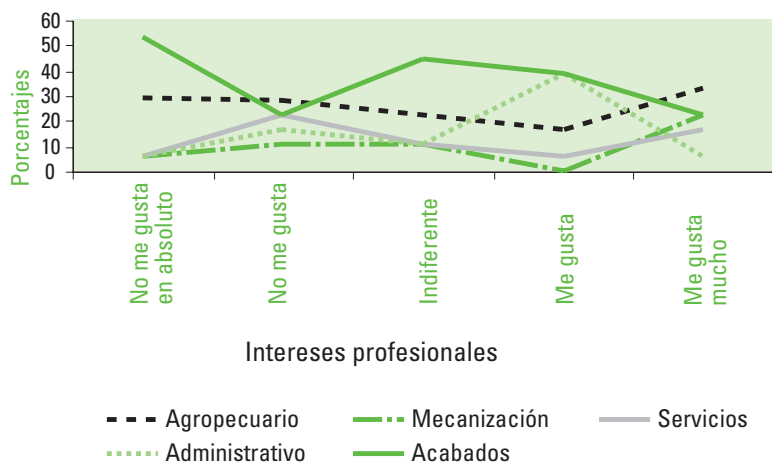 60
50
40
30
20
10
0
Porcentajes
No me gusta
en absoluto
No me gusta
Indiferente
Me gusta
Me gusta
mucho
Intereses profesionales
Agropecuario
Mecanización
Servicios
Administrativo
Acabados